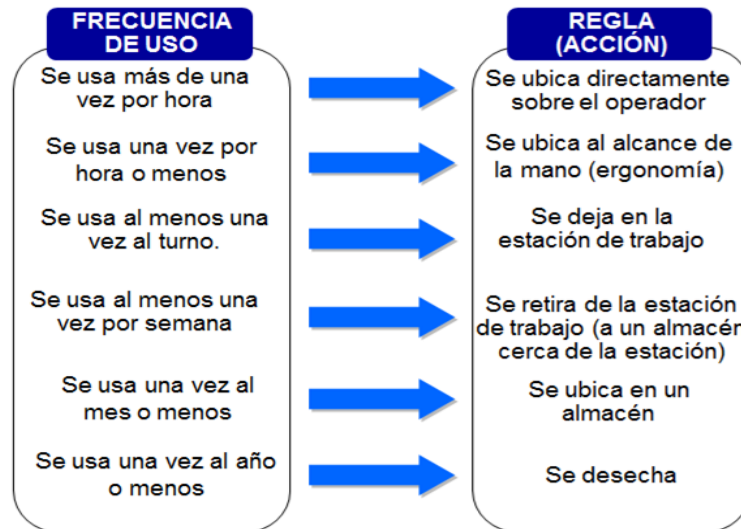 FRECUENCIA
DE USO
REGLA
(ACCIÓN)
Se usa más de una
vez por hora
Se ubica directamente
sobre el operador
Se usa una vez por
hora o menos
Se ubica al alcance de
la mano (ergonomía)
Se usa al menos una
vez al turno.
Se deja en la
estación de trabajo
Se usa al menos una
vez por semana
Se retira de la estación
de trabajo (a un almacén
cerca de la estación)
Se usa una vez al
mes o menos
Se ubica en un
almacén
Se usa una vez al año
o menos
Se desecha